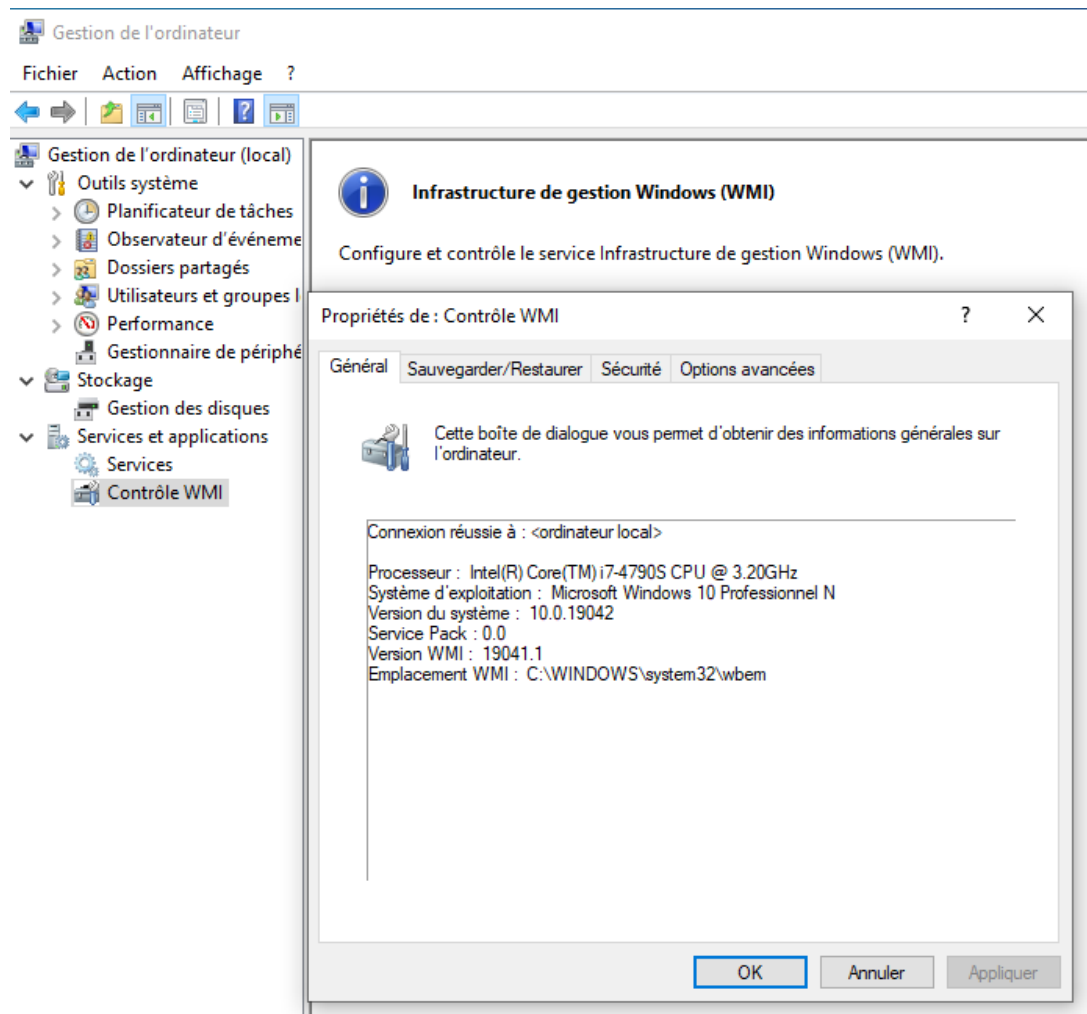 Gestion de l'ordinateur
Fichier Action Affichage ?
Gestion de l'ordinateur (local)
Outils système
Planificateur de tâches
Observateur d'événeme
Dossiers partagés
Utilisateurs et groupes l
Performance
Gestionnaire de périphé
Stockage
Gestion des disques
Services et applications
Services
Contrôle WMI
Infrastructure de gestion Windows (WMI)
Configure et contrôle le service Infrastructure de gestion Windows (WMI).
Propriétés de : Contrôle WMI ?
Général Sauvegarder/Restaurer Sécurité Options avancées
Cette boîte de dialogue vous permet d'obtenir des informations générales sur
l'ordinateur.
Connexion réussie à : <ordinateur local>
Processeur : Intel(R) Core(TM) i7-4790S CPU @ 3.20GHz
Système d'exploitation : Microsoft Windows 10 Professionnel N
Version du système : 10.0.19042
Service Pack : 0.0
Version WMI : 19041.1
Emplacement WMI : C:\WINDOWS\system32\wbem
OK Annuler Appliquer